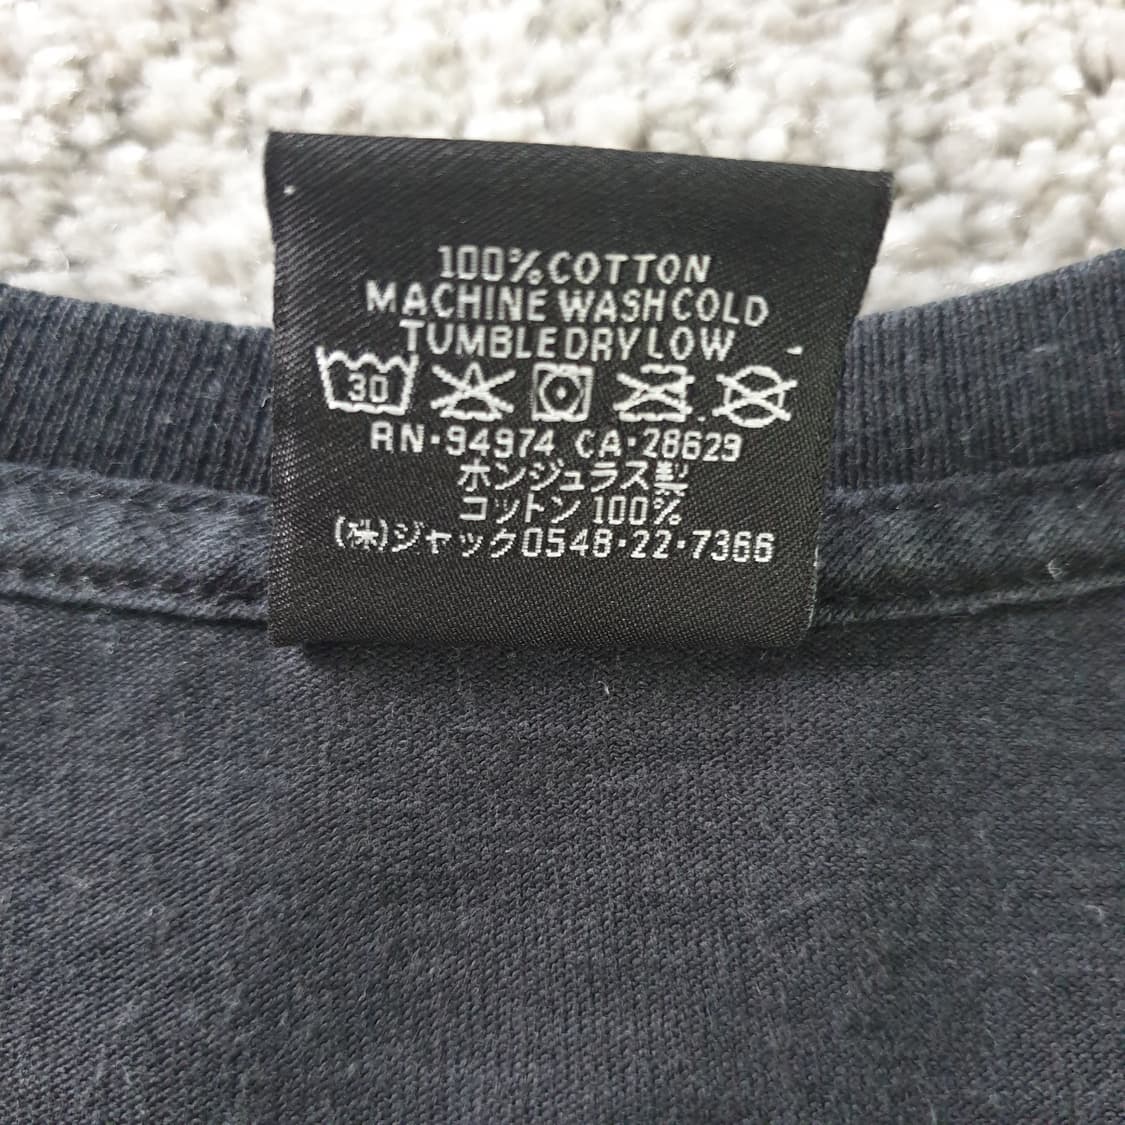 100% COTTON
MACHINE WASH COLD
TUMBLE DRY LOW
30
RN·94974 CA·28629
ホンジュラス製
コットン 100%
(株)ジャック0548·22·7366